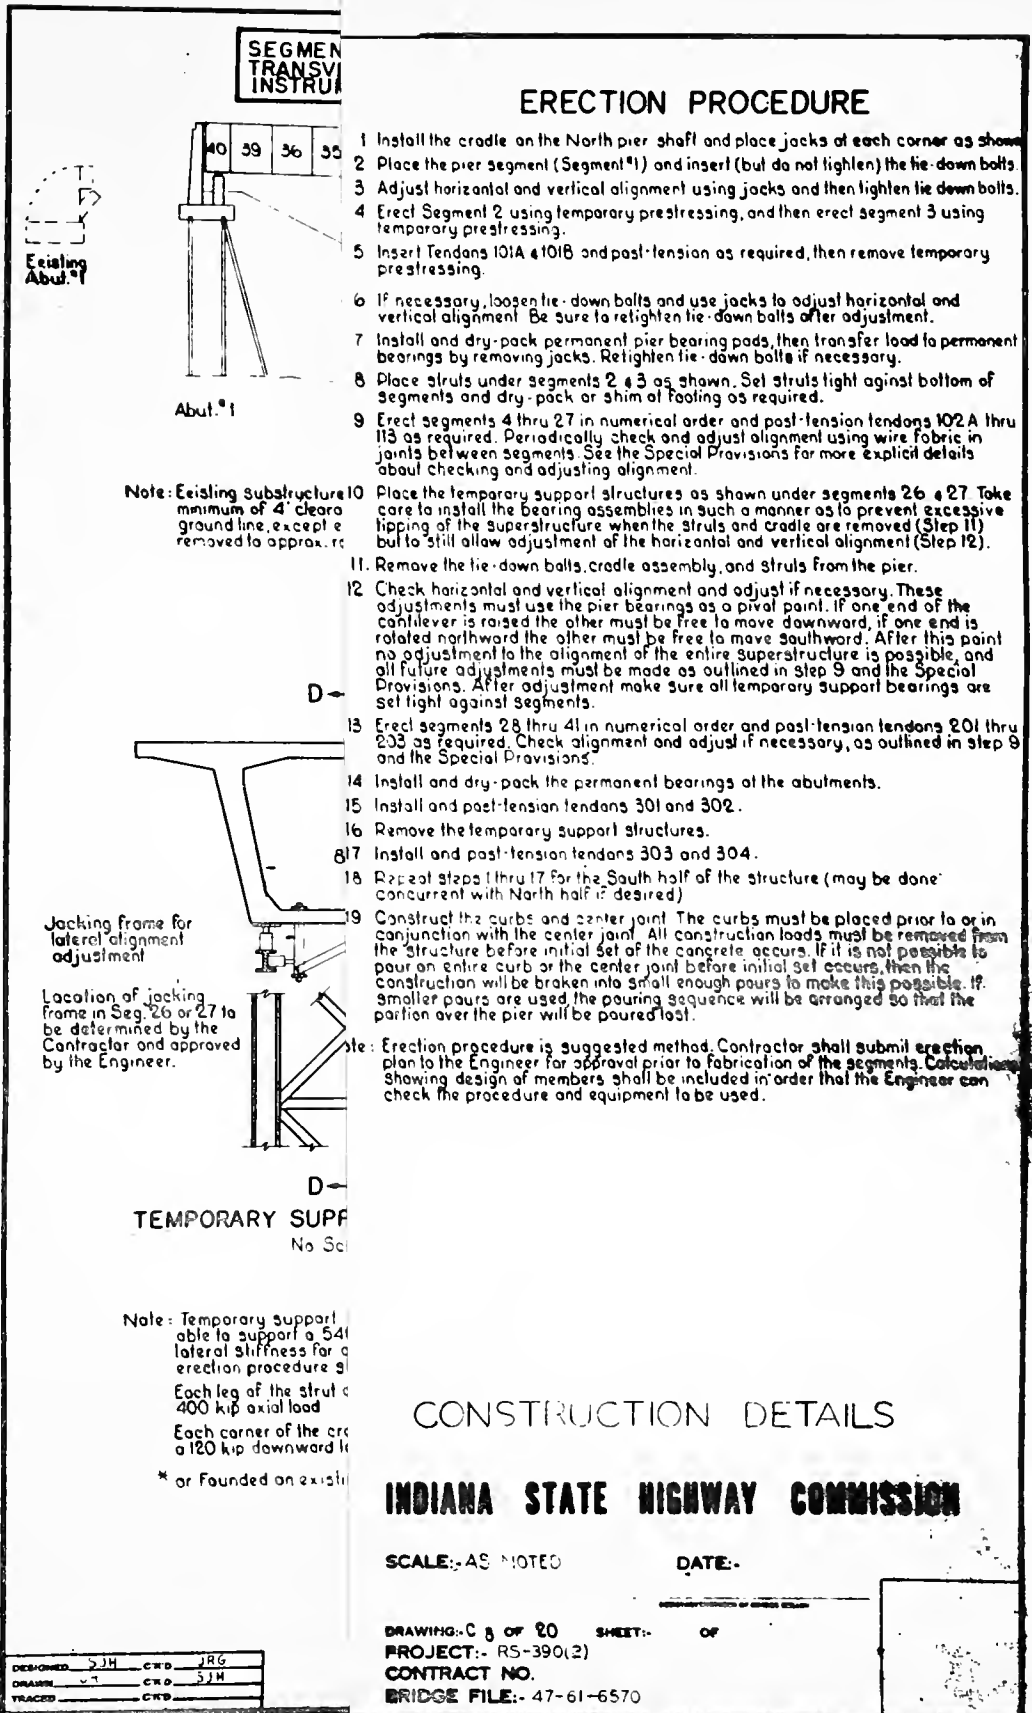 SEGMEN
TRANSV
INSTRUM
40 39 36 35
Existing
Abut.#1
Abut.#1
Note: Existing Substructure
minimum of 4' cleara
ground line, except e
removed to approx. ro
D
Jacking frame for
lateral alignment
adjustment
Location of jacking
frame in Seg. 26 or 27 to
be determined by the
Contractor and approved
by the Engineer.
8
D
TEMPORARY SUPP
No Sc
Note: Temporary support
able to support a 540
lateral stiffness for
erection procedure s
Each leg of the strut
400 kip axial load
Each corner of the cra
a 120 kip downward l
* or Founded on existi
DESIGNED SJH CK'D JRG
DRAWN CK'D SJH
TRACED CK'D
ERECTION PROCEDURE
1 Install the cradle on the North pier shaft and place jacks at each corner as shown
2 Place the pier segment (Segment #1) and insert (but do not tighten) the tie-down bolts.
3 Adjust horizontal and vertical alignment using jacks and then tighten tie down bolts.
4 Erect Segment 2 using temporary prestressing, and then erect segment 3 using
temporary prestressing.
5 Insert Tendons 101A & 101B and post-tension as required, then remove temporary
prestressing.
6 If necessary, loosen tie-down bolts and use jacks to adjust horizontal and
vertical alignment Be sure to retighten tie-down bolts after adjustment.
7 Install and dry-pack permanent pier bearing pads, then transfer load to permanent
bearings by removing jacks. Retighten tie-down bolts if necessary.
8 Place struts under segments 2 & 3 as shown. Set struts tight aginst bottom of
segments and dry-pack or shim at footing as required.
9 Erect segments 4 thru 27 in numerical order and post-tension tendons 102A thru
113 as required. Periodically check and adjust alignment using wire fabric in
joints between segments. See the Special Provisions for more explicit details
about checking and adjusting alignment.
10 Place the temporary support structures as shown under segments 26 & 27. Take
care to install the bearing assemblies in such a manner as to prevent excessive
tipping of the superstructure when the struts and cradle are removed (Step 11)
but to still allow adjustment of the horizontal and vertical alignment (Step 12).
11. Remove the tie-down bolts, cradle assembly, and struts from the pier.
12 Check horizontal and vertical alignment and adjust if necessary. These
adjustments must use the pier bearings as a pivot point. If one end of the
cantilever is raised the other must be free to move downward, if one end is
rotated northward the other must be free to move southward. After this point
no adjustment to the alignment of the entire superstructure is possible, and
all future adjustments must be made as outlined in step 9 and the Special
Provisions. After adjustment make sure all temporary support bearings are
set tight against segments.
13 Erect segments 28 thru 41 in numerical order and post-tension tendons 201 thru
203 as required. Check alignment and adjust if necessary, as outlined in step 9
and the Special Provisions.
14 Install and dry-pack the permanent bearings at the abutments.
15 Install and post-tension tendons 301 and 302.
16 Remove the temporary support structures.
17 Install and post-tension tendons 303 and 304.
18 Repeat steps 1 thru 17 for the South half of the structure (may be done
concurrent with North half if desired)
19 Construct the curbs and center joint The curbs must be placed prior to or in
conjunction with the center joint. All construction loads must be removed from
the structure before initial set of the concrete occurs. If it is not possible to
pour an entire curb or the center joint before initial set occurs, then the
construction will be broken into small enough pours to make this possible. If
smaller pours are used, the pouring sequence will be arranged so that the
portion over the pier will be poured last.
ote: Erection procedure is suggested method. Contractor shall submit erection
plan to the Engineer for approval prior to fabrication of the segments. Calculations
showing design of members shall be included in order that the Engineer can
check the procedure and equipment to be used.
CONSTRUCTION DETAILS
INDIANA STATE HIGHWAY COMMISSION
SCALE:- AS NOTED DATE:-
DRAWING:- C 8 OF 20 SHEET:- OF
PROJECT:- RS-390(2)
CONTRACT NO.
BRIDGE FILE:- 47-61-6570